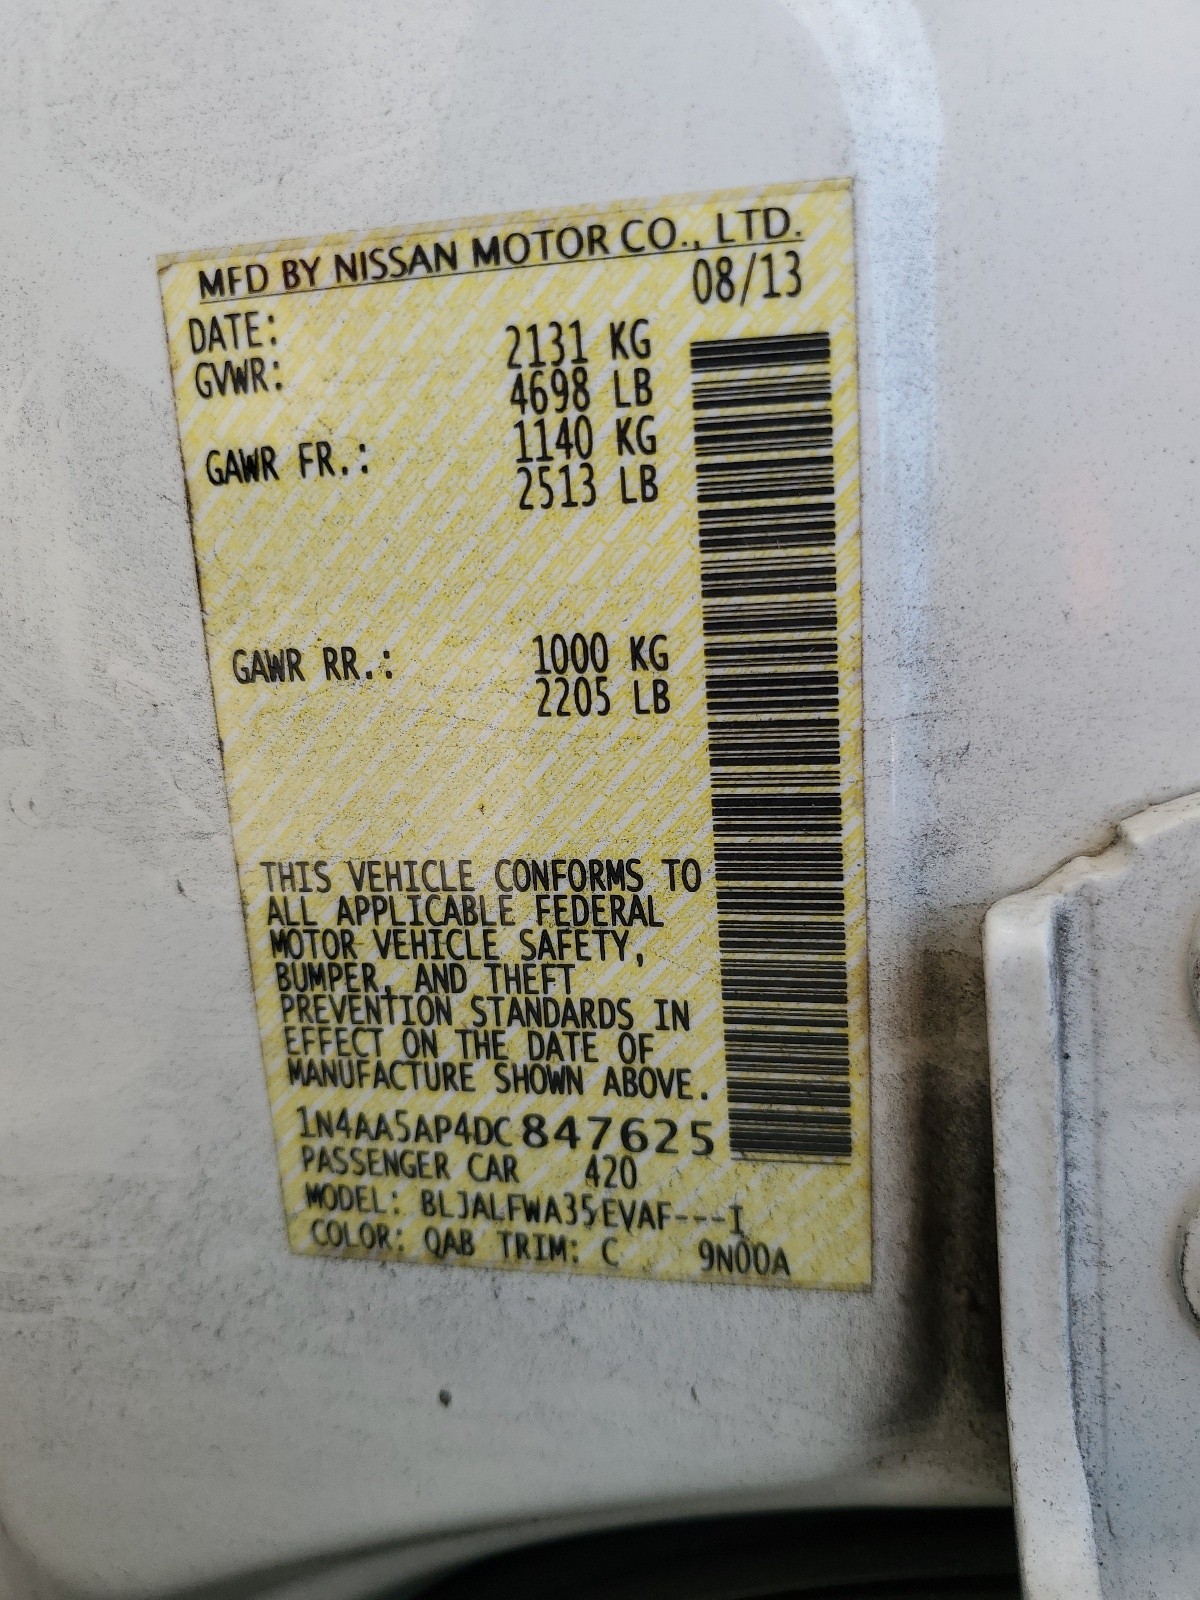 MFD BY NISSAN MOTOR CO., LTD.
DATE: 08/13
GVWR: 2131 KG
4698 LB
GAWR FR.: 1140 KG
2513 LB
GAWR RR.: 1000 KG
2205 LB
THIS VEHICLE CONFORMS TO
ALL APPLICABLE FEDERAL
MOTOR VEHICLE SAFETY,
BUMPER, AND THEFT
PREVENTION STANDARDS IN
EFFECT ON THE DATE OF
MANUFACTURE SHOWN ABOVE.
1N4AA5AP4DC847625
PASSENGER CAR 420
MODEL: BLJALFWA35EVAF---I
COLOR: QAB TRIM: C 9N00A